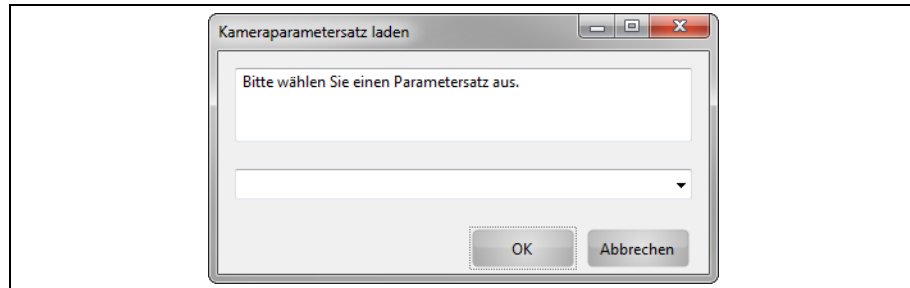 Kameraparametersatz laden
Bitte wählen Sie einen Parametersatz aus.
OK
Abbrechen